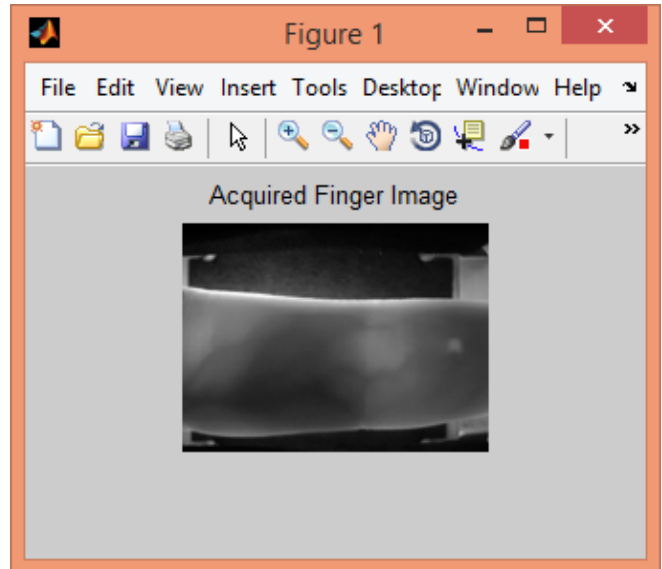 Figure 1
File Edit View Insert Tools Desktop Window Help
Acquired Finger Image